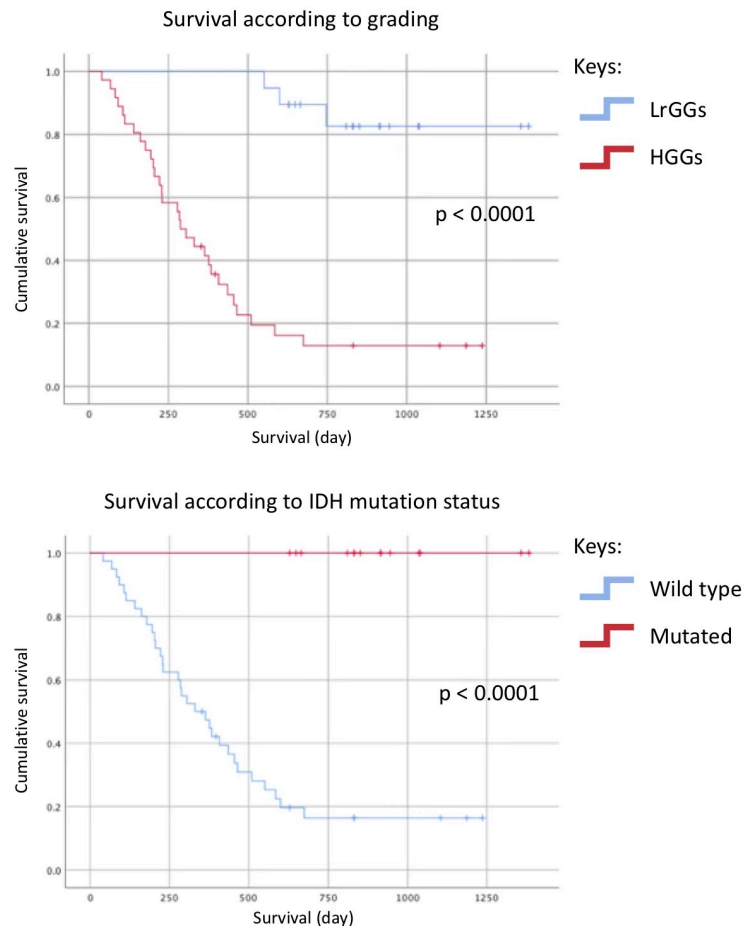 Survival according to grading
Keys:
LrGGs
HGGs
p < 0.0001
Cumulative survival
1.0
0.8
0.6
0.4
0.2
0.0
0 250 500 750 1000 1250
Survival (day)
Survival according to IDH mutation status
Keys:
Wild type
Mutated
p < 0.0001
Cumulative survival
1.0
0.8
0.6
0.4
0.2
0.0
0 250 500 750 1000 1250
Survival (day)